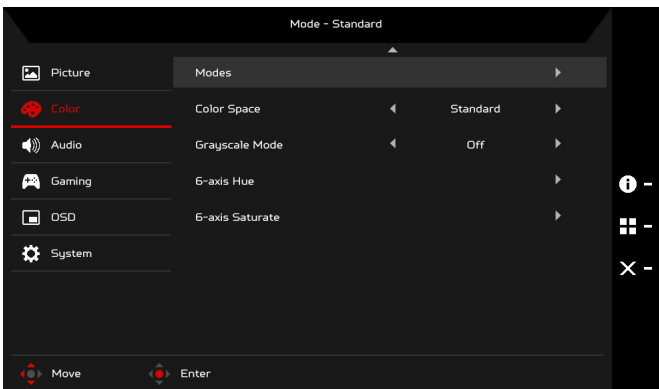 Mode - Standard
Picture Modes
Color Color Space Standard
Audio Grayscale Mode Off
Gaming 6-axis Hue
OSD 6-axis Saturate
System
Move Enter